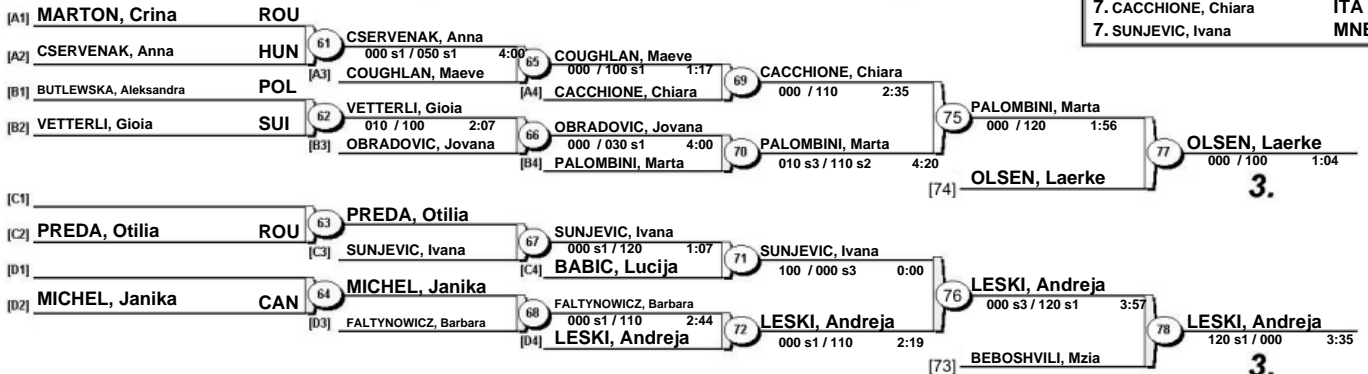 7. CACCHIONE, Chiara ITA
7. SUNJEVIC, Ivana MNE
[A1] MARTON, Crina ROU
[A2] CSERVENAK, Anna HUN
61
CSERVENAK, Anna
000 s1 / 050 s1 4:00
[A3] COUGHLAN, Maeve
65
COUGHLAN, Maeve
000 / 100 s1 1:17
[A4] CACCHIONE, Chiara
69
CACCHIONE, Chiara
000 / 110 2:35
[B1] BUTLEWSKA, Aleksandra POL
[B2] VETTERLI, Gioia SUI
62
VETTERLI, Gioia
010 / 100 2:07
[B3] OBRADOVIC, Jovana
66
OBRADOVIC, Jovana
000 / 030 s1 4:00
[B4] PALOMBINI, Marta
70
PALOMBINI, Marta
010 s3 / 110 s2 4:20
75
PALOMBINI, Marta
000 / 120 1:56
[74] OLSEN, Laerke
77
OLSEN, Laerke
000 / 100 1:04
3.
[C1]
[C2] PREDA, Otilia ROU
63
PREDA, Otilia
[C3] SUNJEVIC, Ivana
67
SUNJEVIC, Ivana
000 s1 / 120 1:07
[C4] BABIC, Lucija
71
SUNJEVIC, Ivana
100 / 000 s3 0:00
[D1]
[D2] MICHEL, Janika CAN
64
MICHEL, Janika
[D3] FALTYNOWICZ, Barbara
68
FALTYNOWICZ, Barbara
000 s1 / 110 2:44
[D4] LESKI, Andreja
72
LESKI, Andreja
000 s1 / 110 2:19
76
LESKI, Andreja
000 s3 / 120 s1 3:57
[73] BEBOSHVILI, Mzia
78
LESKI, Andreja
120 s1 / 000 3:35
3.